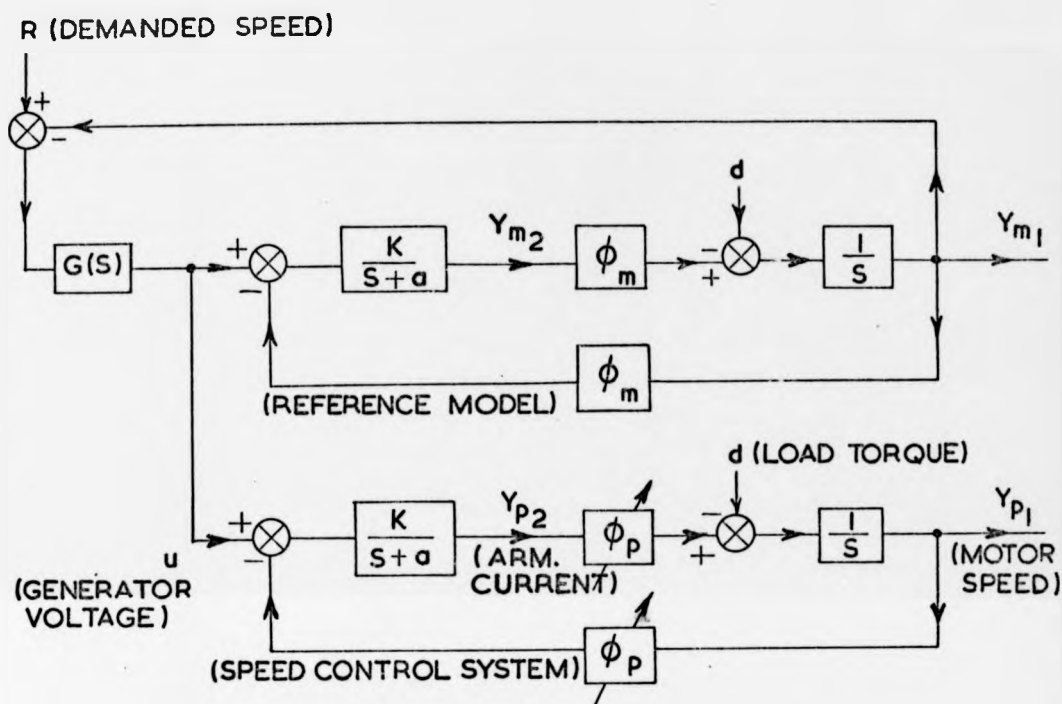 R (DEMANDED SPEED)
+
-
d
G(S)
+
-
K
S+a
Ym2
ϕm
-
+
1
S
Ym1
ϕm
(REFERENCE MODEL)
d (LOAD TORQUE)
u
(GENERATOR
VOLTAGE)
+
-
K
S+a
Yp2
(ARM.
CURRENT)
ϕp
-
+
1
S
Yp1
(MOTOR
SPEED)
ϕp
(SPEED CONTROL SYSTEM)